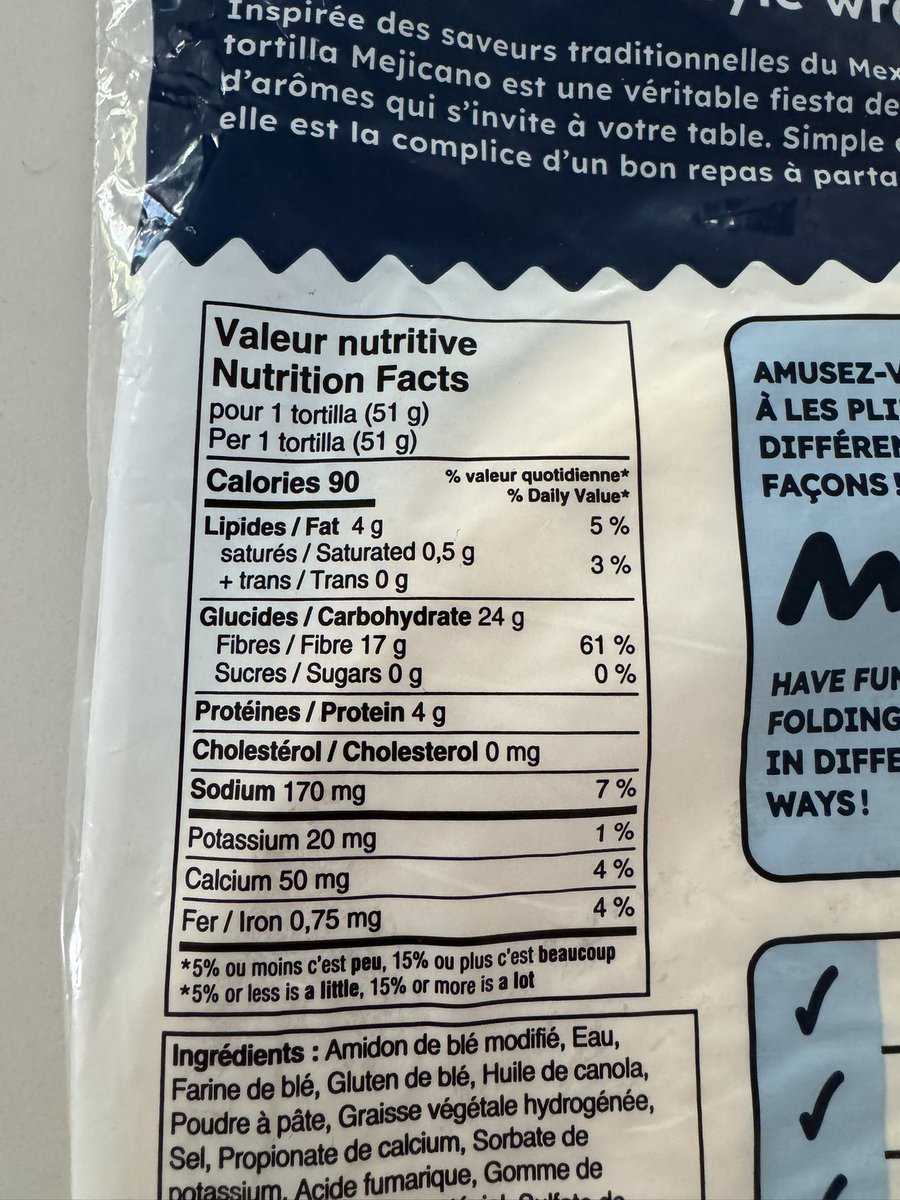 Inspirée des saveurs traditionnelles du
tortilla Mejicano est une véritable fiesta de
d'arômes qui s'invite à votre table. Simple
elle est la complice d'un bon repas à
Valeur nutritive
Nutrition Facts
pour 1 tortilla (51 g)
Per 1 tortilla (51 g)
Calories 90
% valeur quotidienne*
% Daily Value*
Lipides / Fat 4 g 5 %
saturés / Saturated 0,5 g
+ trans / Trans 0 g
3 %
Glucides / Carbohydrate 24 g
Fibres / Fibre 17 g 61 %
Sucres / Sugars 0 g 0 %
Protéines / Protein 4 g
Cholestérol / Cholesterol 0 mg
Sodium 170 mg 7 %
Potassium 20 mg 1 %
Calcium 50 mg 4 %
Fer / Iron 0,75 mg 4 %
*5% ou moins c'est peu, 15% ou plus c'est beaucoup
*5% or less is a little, 15% or more is a lot
Ingrédients : Amidon de blé modifié, Eau,
Farine de blé, Gluten de blé, Huile de canola,
Poudre à pâte, Graisse végétale hydrogénée,
Sel, Propionate de calcium, Sorbate de
potassium, Acide fumarique, Gomme de
À LES
FAÇONS !
HAVE
FOLDING
IN
WAYS!